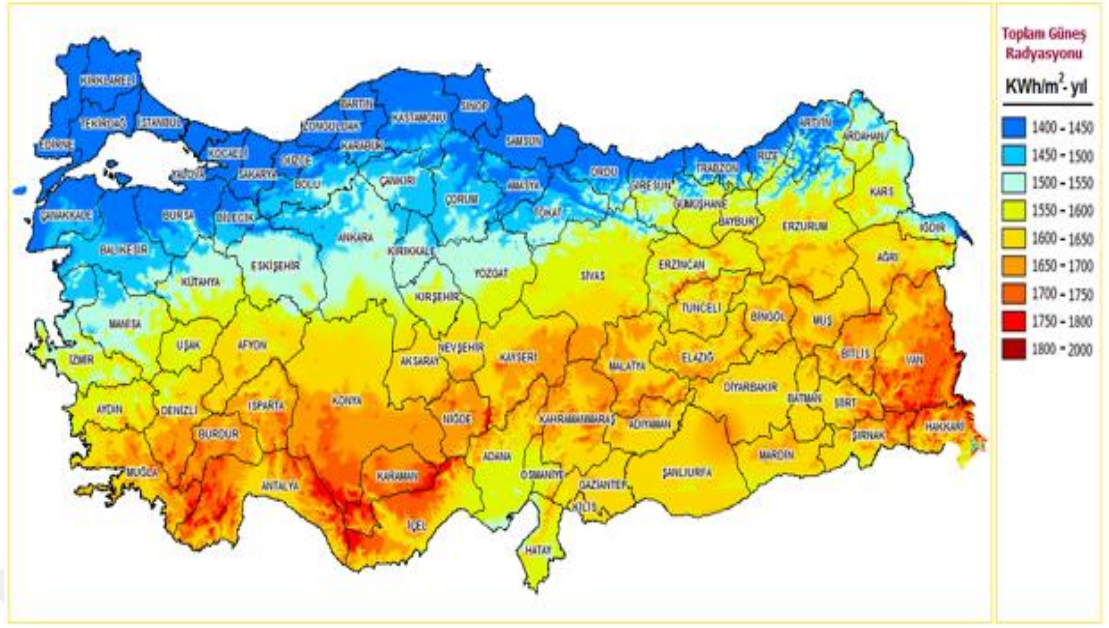 Toplam Güneş
Radyasyonu
KWh/m²- yıl
1400 - 1450
1450 - 1500
1500 - 1550
1550 - 1600
1600 - 1650
1650 - 1700
1700 - 1750
1750 - 1800
1800 - 2000
KIRKLARELİ
TEKİRDAĞ
İSTANBUL
EDİRNE
KOCAELİ
YALOVA
SAKARYA
DÜZCE
ZONGULDAK
BARTIN
KARABÜK
KASTAMONU
SİNOP
SAMSUN
ORDU
GİRESUN
TRABZON
RİZE
ARTVİN
ARDAHAN
ÇANAKKALE
BURSA
BİLECİK
BOLU
ÇANKIRI
ÇORUM
AMASYA
TOKAT
GÜMÜŞHANE
BAYBURT
ERZURUM
KARS
IĞDIR
BALIKESİR
KÜTAHYA
ESKİŞEHİR
ANKARA
KIRIKKALE
YOZGAT
SİVAS
ERZİNCAN
AĞRI
MANİSA
UŞAK
AFYON
KIRŞEHİR
NEVŞEHİR
AKSARAY
KAYSERİ
MALATYA
TUNCELİ
ELAZIĞ
BİNGÖL
MUŞ
BİTLİS
VAN
İZMİR
AYDIN
DENİZLİ
ISPARTA
BURDUR
KONYA
NİĞDE
KAHRAMANMARAŞ
ADIYAMAN
DİYARBAKIR
BATMAN
SİİRT
ŞIRNAK
HAKKARİ
MUĞLA
ANTALYA
KARAMAN
İÇEL
ADANA
OSMANİYE
GAZİANTEP
KİLİS
ŞANLIURFA
MARDİN
HATAY